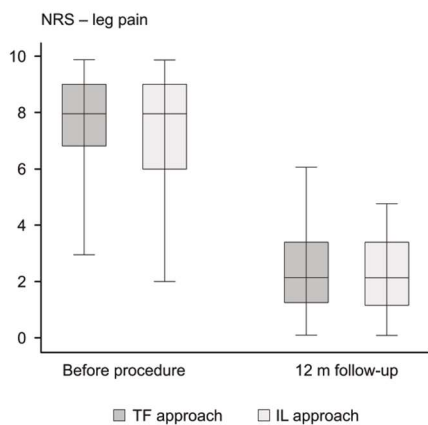 NRS – leg pain
10
8
6
4
2
0
Before procedure 12 m follow-up
TF approach IL approach